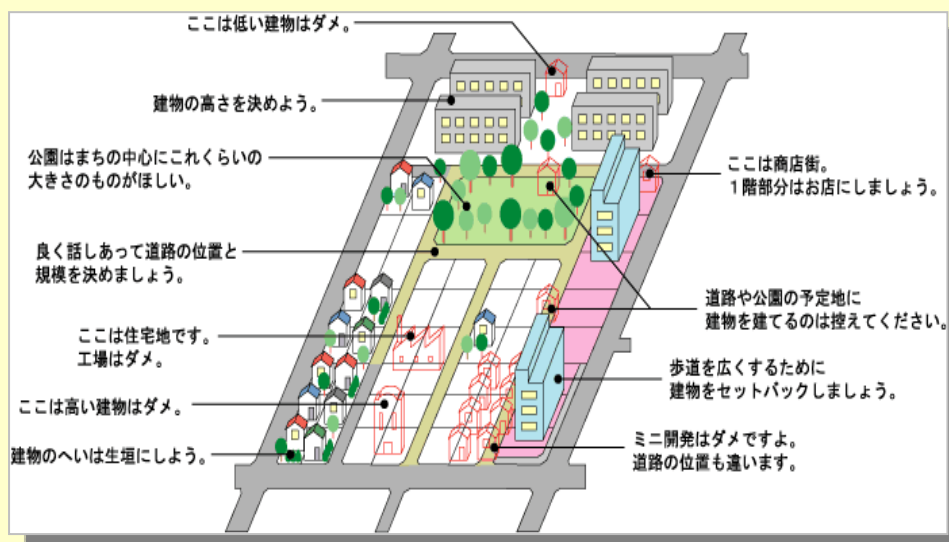 ここは低い建物はダメ。
建物の高さを決めよう。
公園はまちの中心にこれくらいの
大きさのものがほしい。
ここは商店街。
１階部分はお店にしましょう。
良く話しあって道路の位置と
規模を決めましょう。
道路や公園の予定地に
建物を建てるのは控えてください。
ここは住宅地です。
工場はダメ。
歩道を広くするために
建物をセットバックしましょう。
ここは高い建物はダメ。
ミニ開発はダメですよ。
道路の位置も違います。
建物のへいは生垣にしよう。